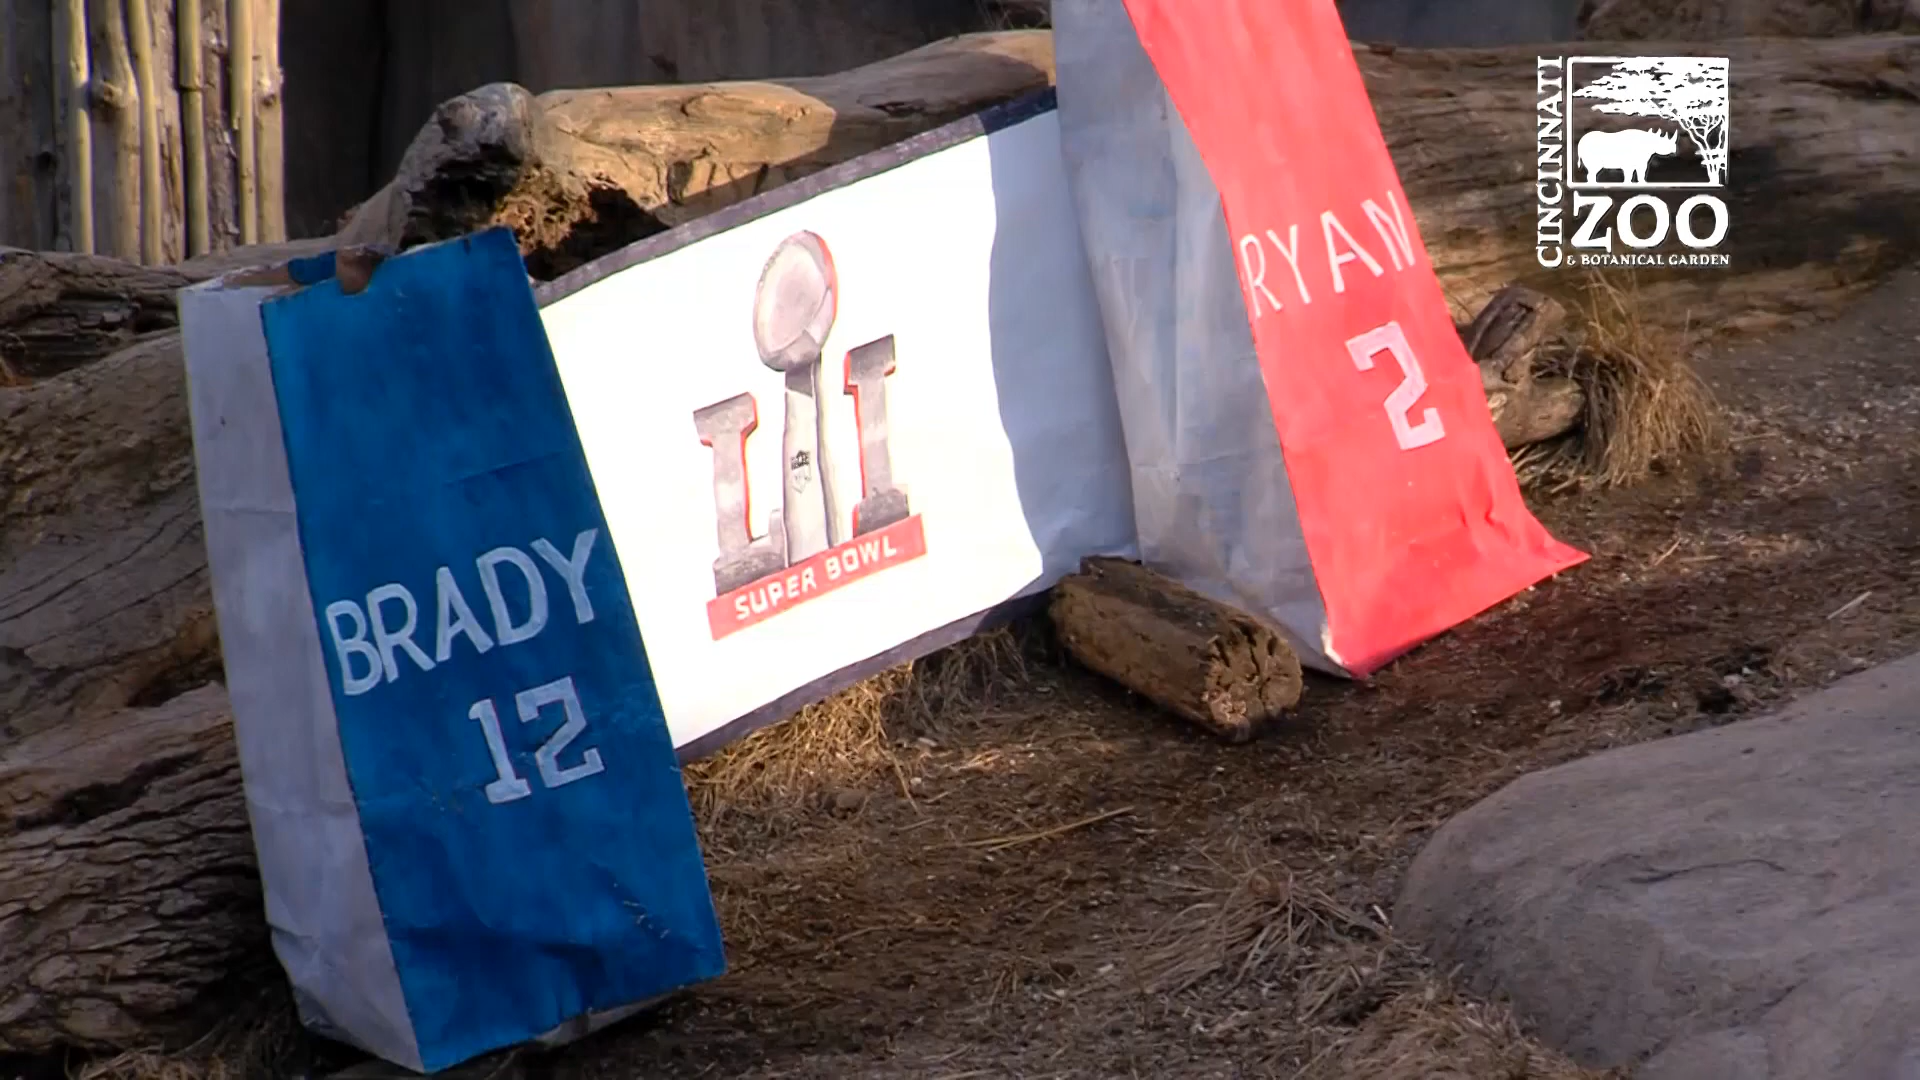 BRADY
12
LI
SUPER BOWL
RYAN
2
CINCINNATI
ZOO
& BOTANICAL GARDEN